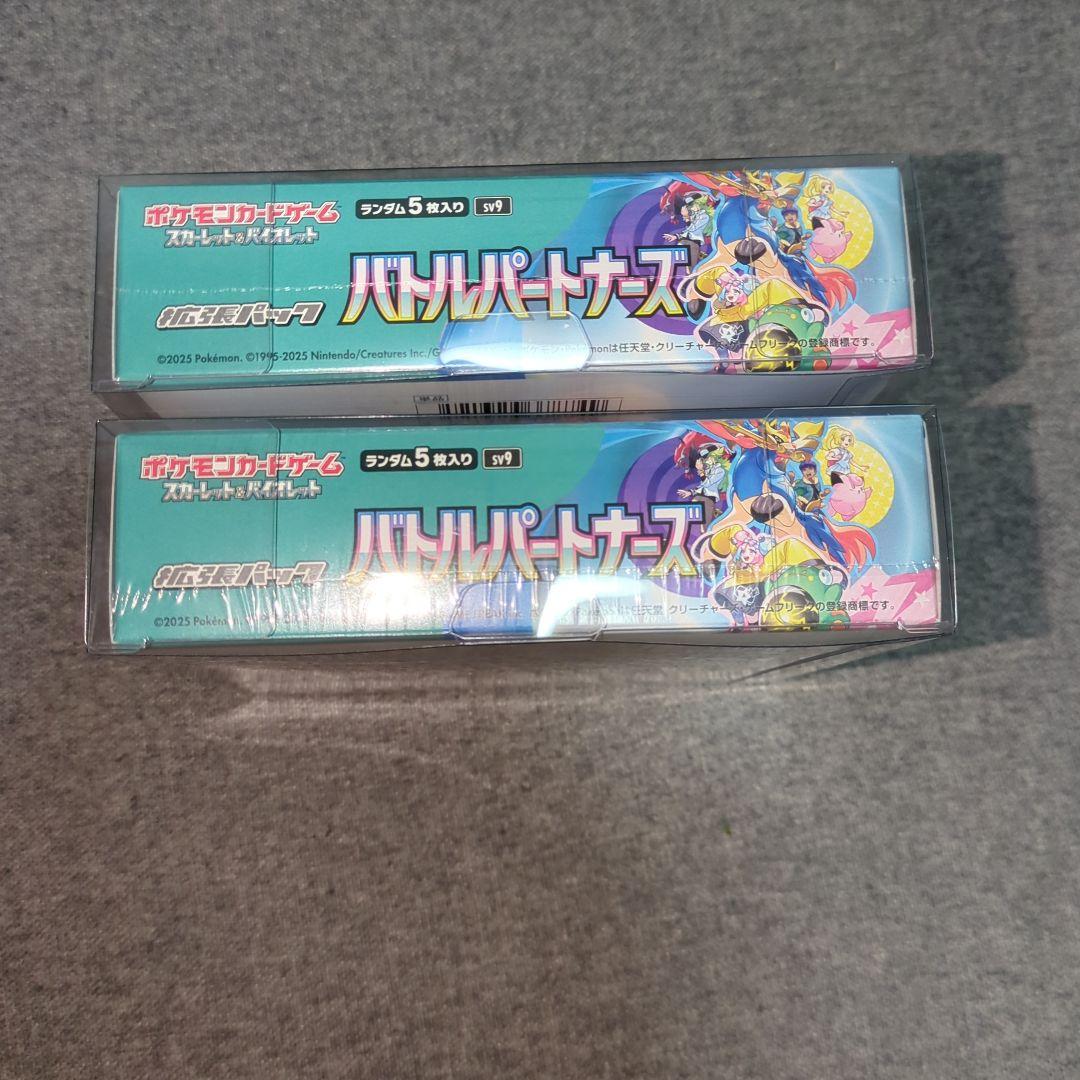 ポケモンカードゲーム
スカーレット&バイオレット
ランダム5枚入り SV9
拡張パック
バトルパートナーズ
©2025 Pokémon. ©1995-2025 Nintendo/Creatures Inc./G
は任天堂・クリーチャーズ・ゲームフリークの登録商標です。
単品
ポケモンカードゲーム
スカーレット&バイオレット
ランダム5枚入り SV9
拡張パック
バトルパートナーズ
©2025 Pokémon.
は任天堂・クリーチャーズ・ゲームフリークの登録商標です。